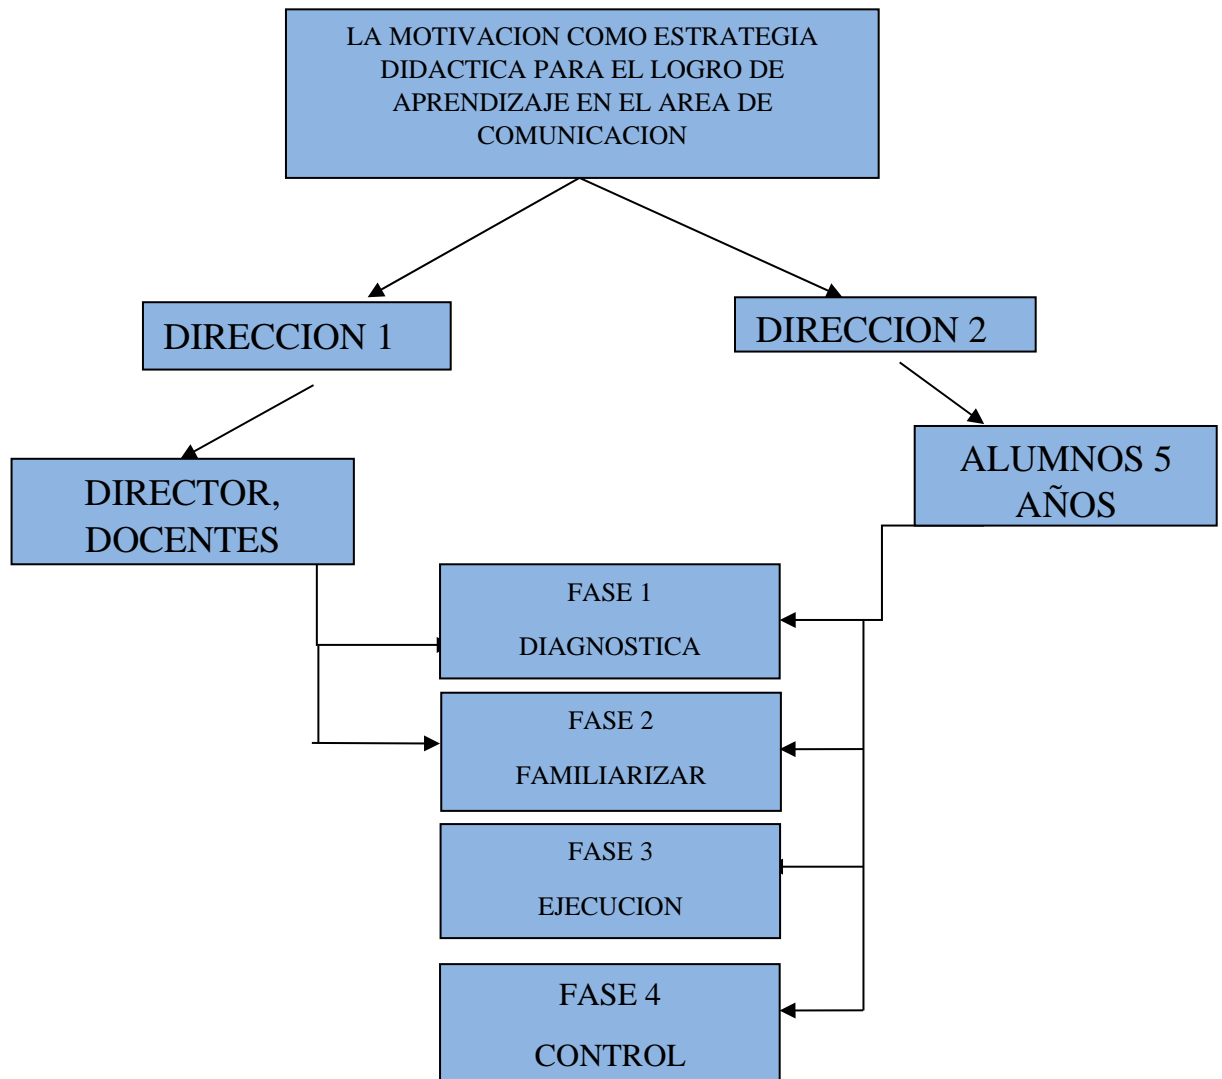 LA MOTIVACION COMO ESTRATEGIA
DIDACTICA PARA EL LOGRO DE
APRENDIZAJE EN EL AREA DE
COMUNICACION
DIRECCION 1
DIRECCION 2
DIRECTOR,
DOCENTES
ALUMNOS 5
AÑOS
FASE 1
DIAGNOSTICA
FASE 2
FAMILIARIZAR
FASE 3
EJECUCION
FASE 4
CONTROL